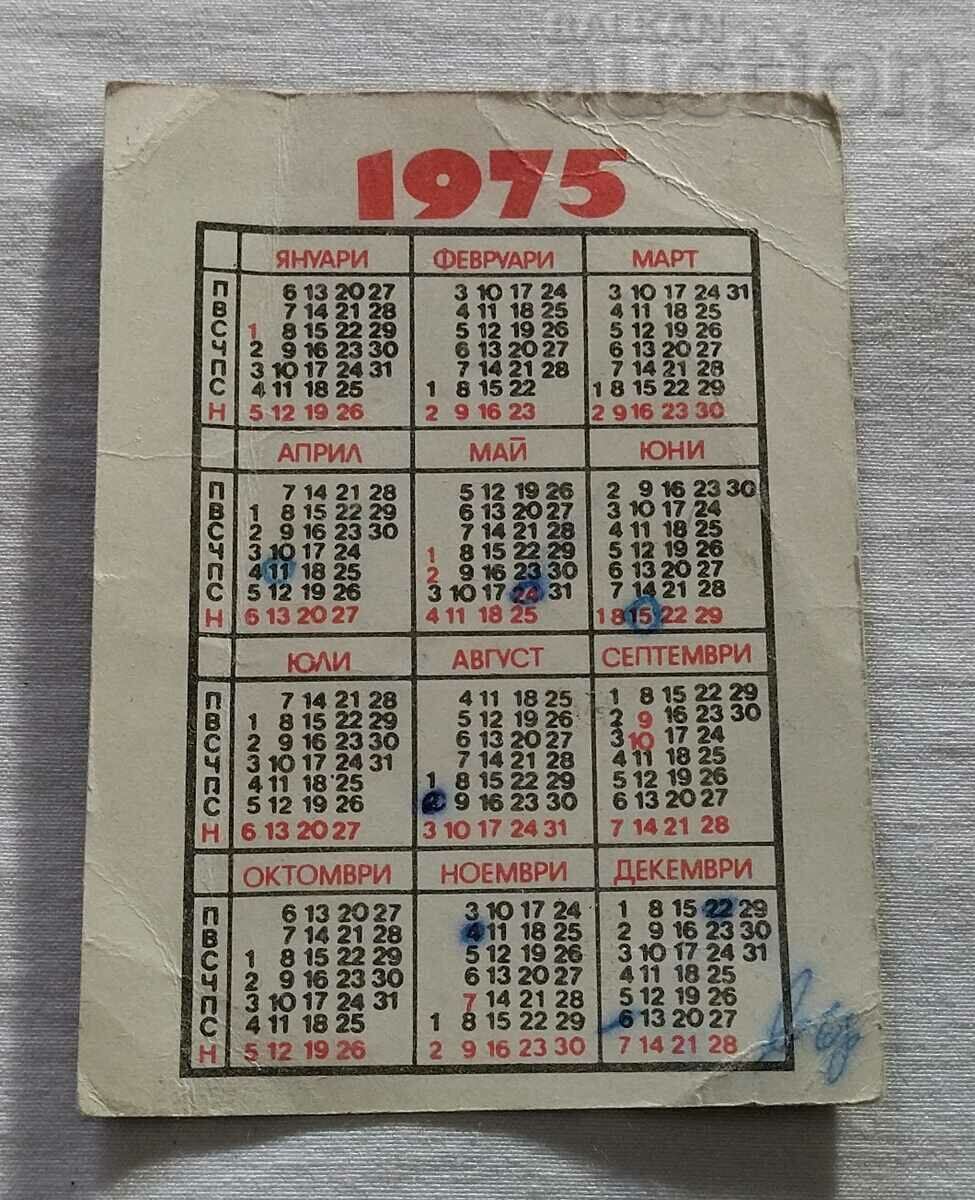 BALKAN
auction
1975
ЯНУАРИ ФЕВРУАРИ МАРТ
П 6 13 20 27 3 10 17 24 3 10 17 24 31
В 7 14 21 28 4 11 18 25 4 11 18 25
С 1 8 15 22 29 5 12 19 26 5 12 19 26
Ч 2 9 16 23 30 6 13 20 27 6 13 20 27
П 3 10 17 24 31 7 14 21 28 7 14 21 28
С 4 11 18 25 1 8 15 22 1 8 15 22 29
Н 5 12 19 26 2 9 16 23 2 9 16 23 30
АПРИЛ МАЙ ЮНИ
П 7 14 21 28 5 12 19 26 2 9 16 23 30
В 1 8 15 22 29 6 13 20 27 3 10 17 24
С 2 9 16 23 30 7 14 21 28 4 11 18 25
Ч 3 10 17 24 1 8 15 22 29 5 12 19 26
П 4 11 18 25 2 9 16 23 30 6 13 20 27
С 5 12 19 26 3 10 17 24 31 7 14 21 28
Н 6 13 20 27 4 11 18 25 1 8 15 22 29
ЮЛИ АВГУСТ СЕПТЕМВРИ
П 7 14 21 28 4 11 18 25 1 8 15 22 29
В 1 8 15 22 29 5 12 19 26 2 9 16 23 30
С 2 9 16 23 30 6 13 20 27 3 10 17 24
Ч 3 10 17 24 31 7 14 21 28 4 11 18 25
П 4 11 18 25 1 8 15 22 29 5 12 19 26
С 5 12 19 26 2 9 16 23 30 6 13 20 27
Н 6 13 20 27 3 10 17 24 31 7 14 21 28
ОКТОМВРИ НОЕМВРИ ДЕКЕМВРИ
П 6 13 20 27 3 10 17 24 1 8 15 22 29
В 7 14 21 28 4 11 18 25 2 9 16 23 30
С 1 8 15 22 29 5 12 19 26 3 10 17 24 31
Ч 2 9 16 23 30 6 13 20 27 4 11 18 25
П 3 10 17 24 31 7 14 21 28 5 12 19 26
С 4 11 18 25 1 8 15 22 29 6 13 20 27
Н 5 12 19 26 2 9 16 23 30 7 14 21 28